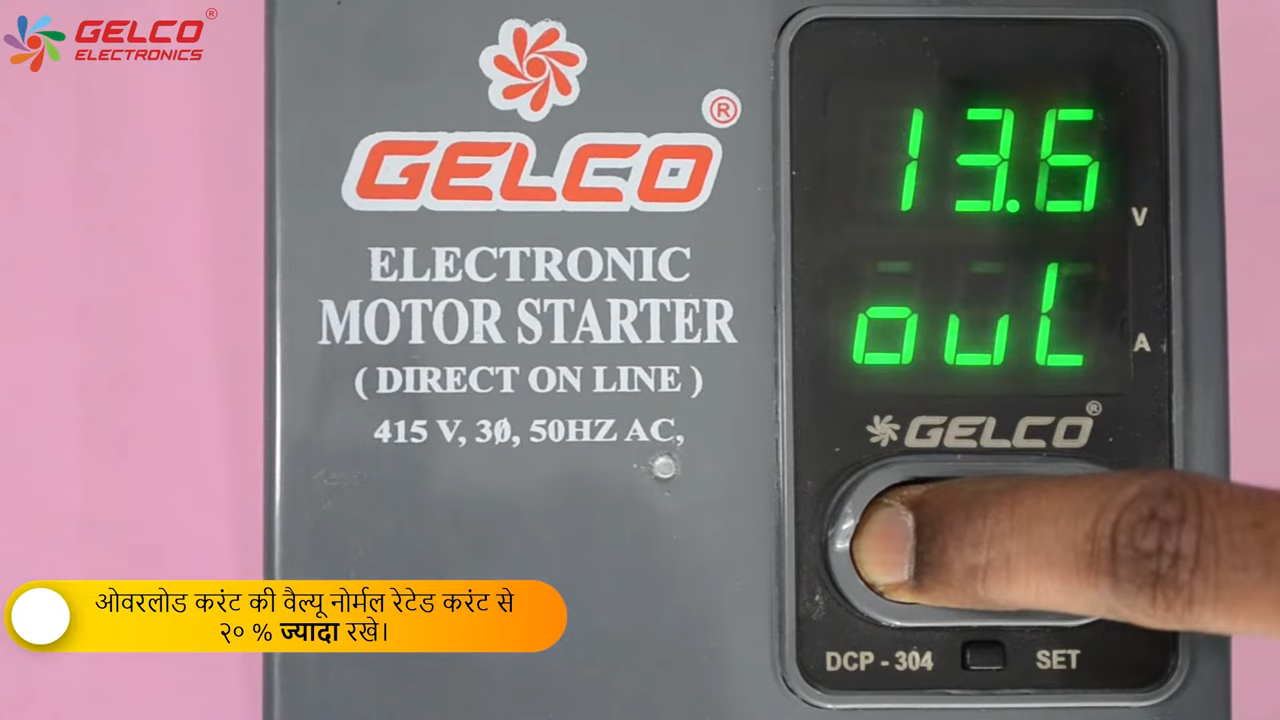 GELCO®
ELECTRONICS
GELCO®
ELECTRONIC
MOTOR STARTER
( DIRECT ON LINE )
415 V, 3Ø, 50HZ AC,
13.6 V
ouL A
GELCO®
DCP - 304 SET
ओवरलोड करंट की वैल्यू नोर्मल रेटेड करंट से
२० % ज्यादा रखे।